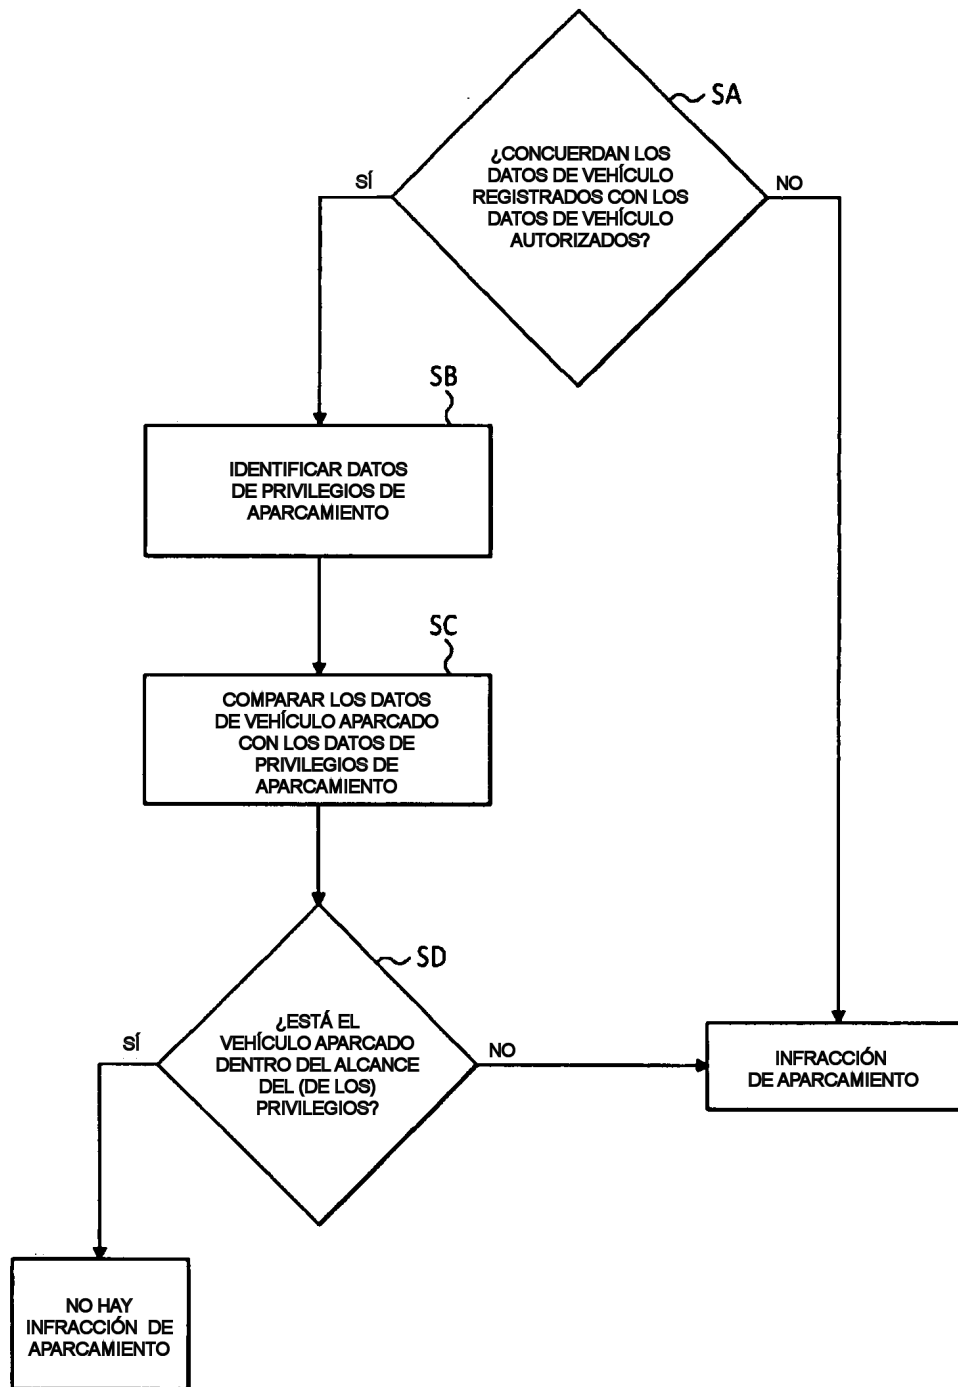 SA
¿CONCUERDAN LOS
DATOS DE VEHÍCULO
REGISTRADOS CON LOS
DATOS DE VEHÍCULO
AUTORIZADOS?
SÍ
NO
SB
IDENTIFICAR DATOS
DE PRIVILEGIOS DE
APARCAMIENTO
SC
COMPARAR LOS DATOS
DE VEHÍCULO APARCADO
CON LOS DATOS DE
PRIVILEGIOS DE
APARCAMIENTO
SD
¿ESTÁ EL
VEHÍCULO APARCADO
DENTRO DEL ALCANCE
DEL (DE LOS)
PRIVILEGIOS?
SÍ
NO
INFRACCIÓN
DE APARCAMIENTO
NO HAY
INFRACCIÓN DE
APARCAMIENTO